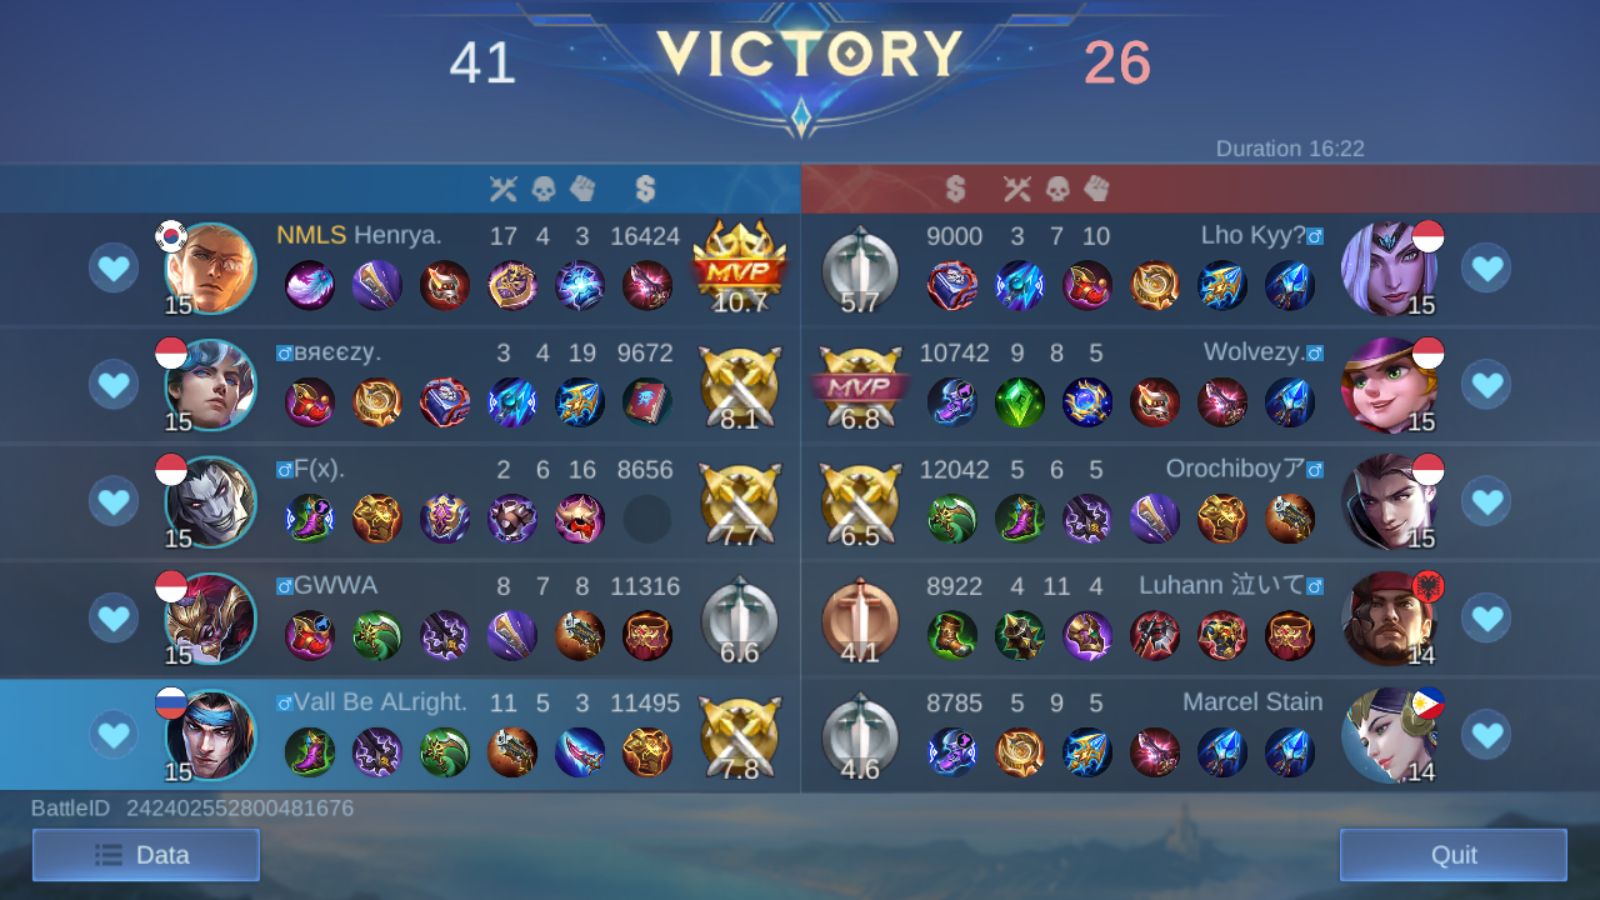 41 VICTORY 26
Duration 16:22
NMLS Henrya. 17 4 3 16424 MVP 10.7
15
5.7 9000 3 7 10 Lho Kyy?♂
15
♂вяєєzy. 3 4 19 9672 8.1
15
MVP 6.8 10742 9 8 5 Wolvezy.♂
15
♂F(x). 2 6 16 8656 7.7
15
6.5 12042 5 6 5 Orochiboyア♂
15
♂GWWA 8 7 8 11316 6.6
15
4.1 8922 4 11 4 Luhann 泣いて♂
14
♂Vall Be ALright. 11 5 3 11495 7.8
15
4.6 8785 5 9 5 Marcel Stain
14
BattleID 242402552800481676
Data
Quit